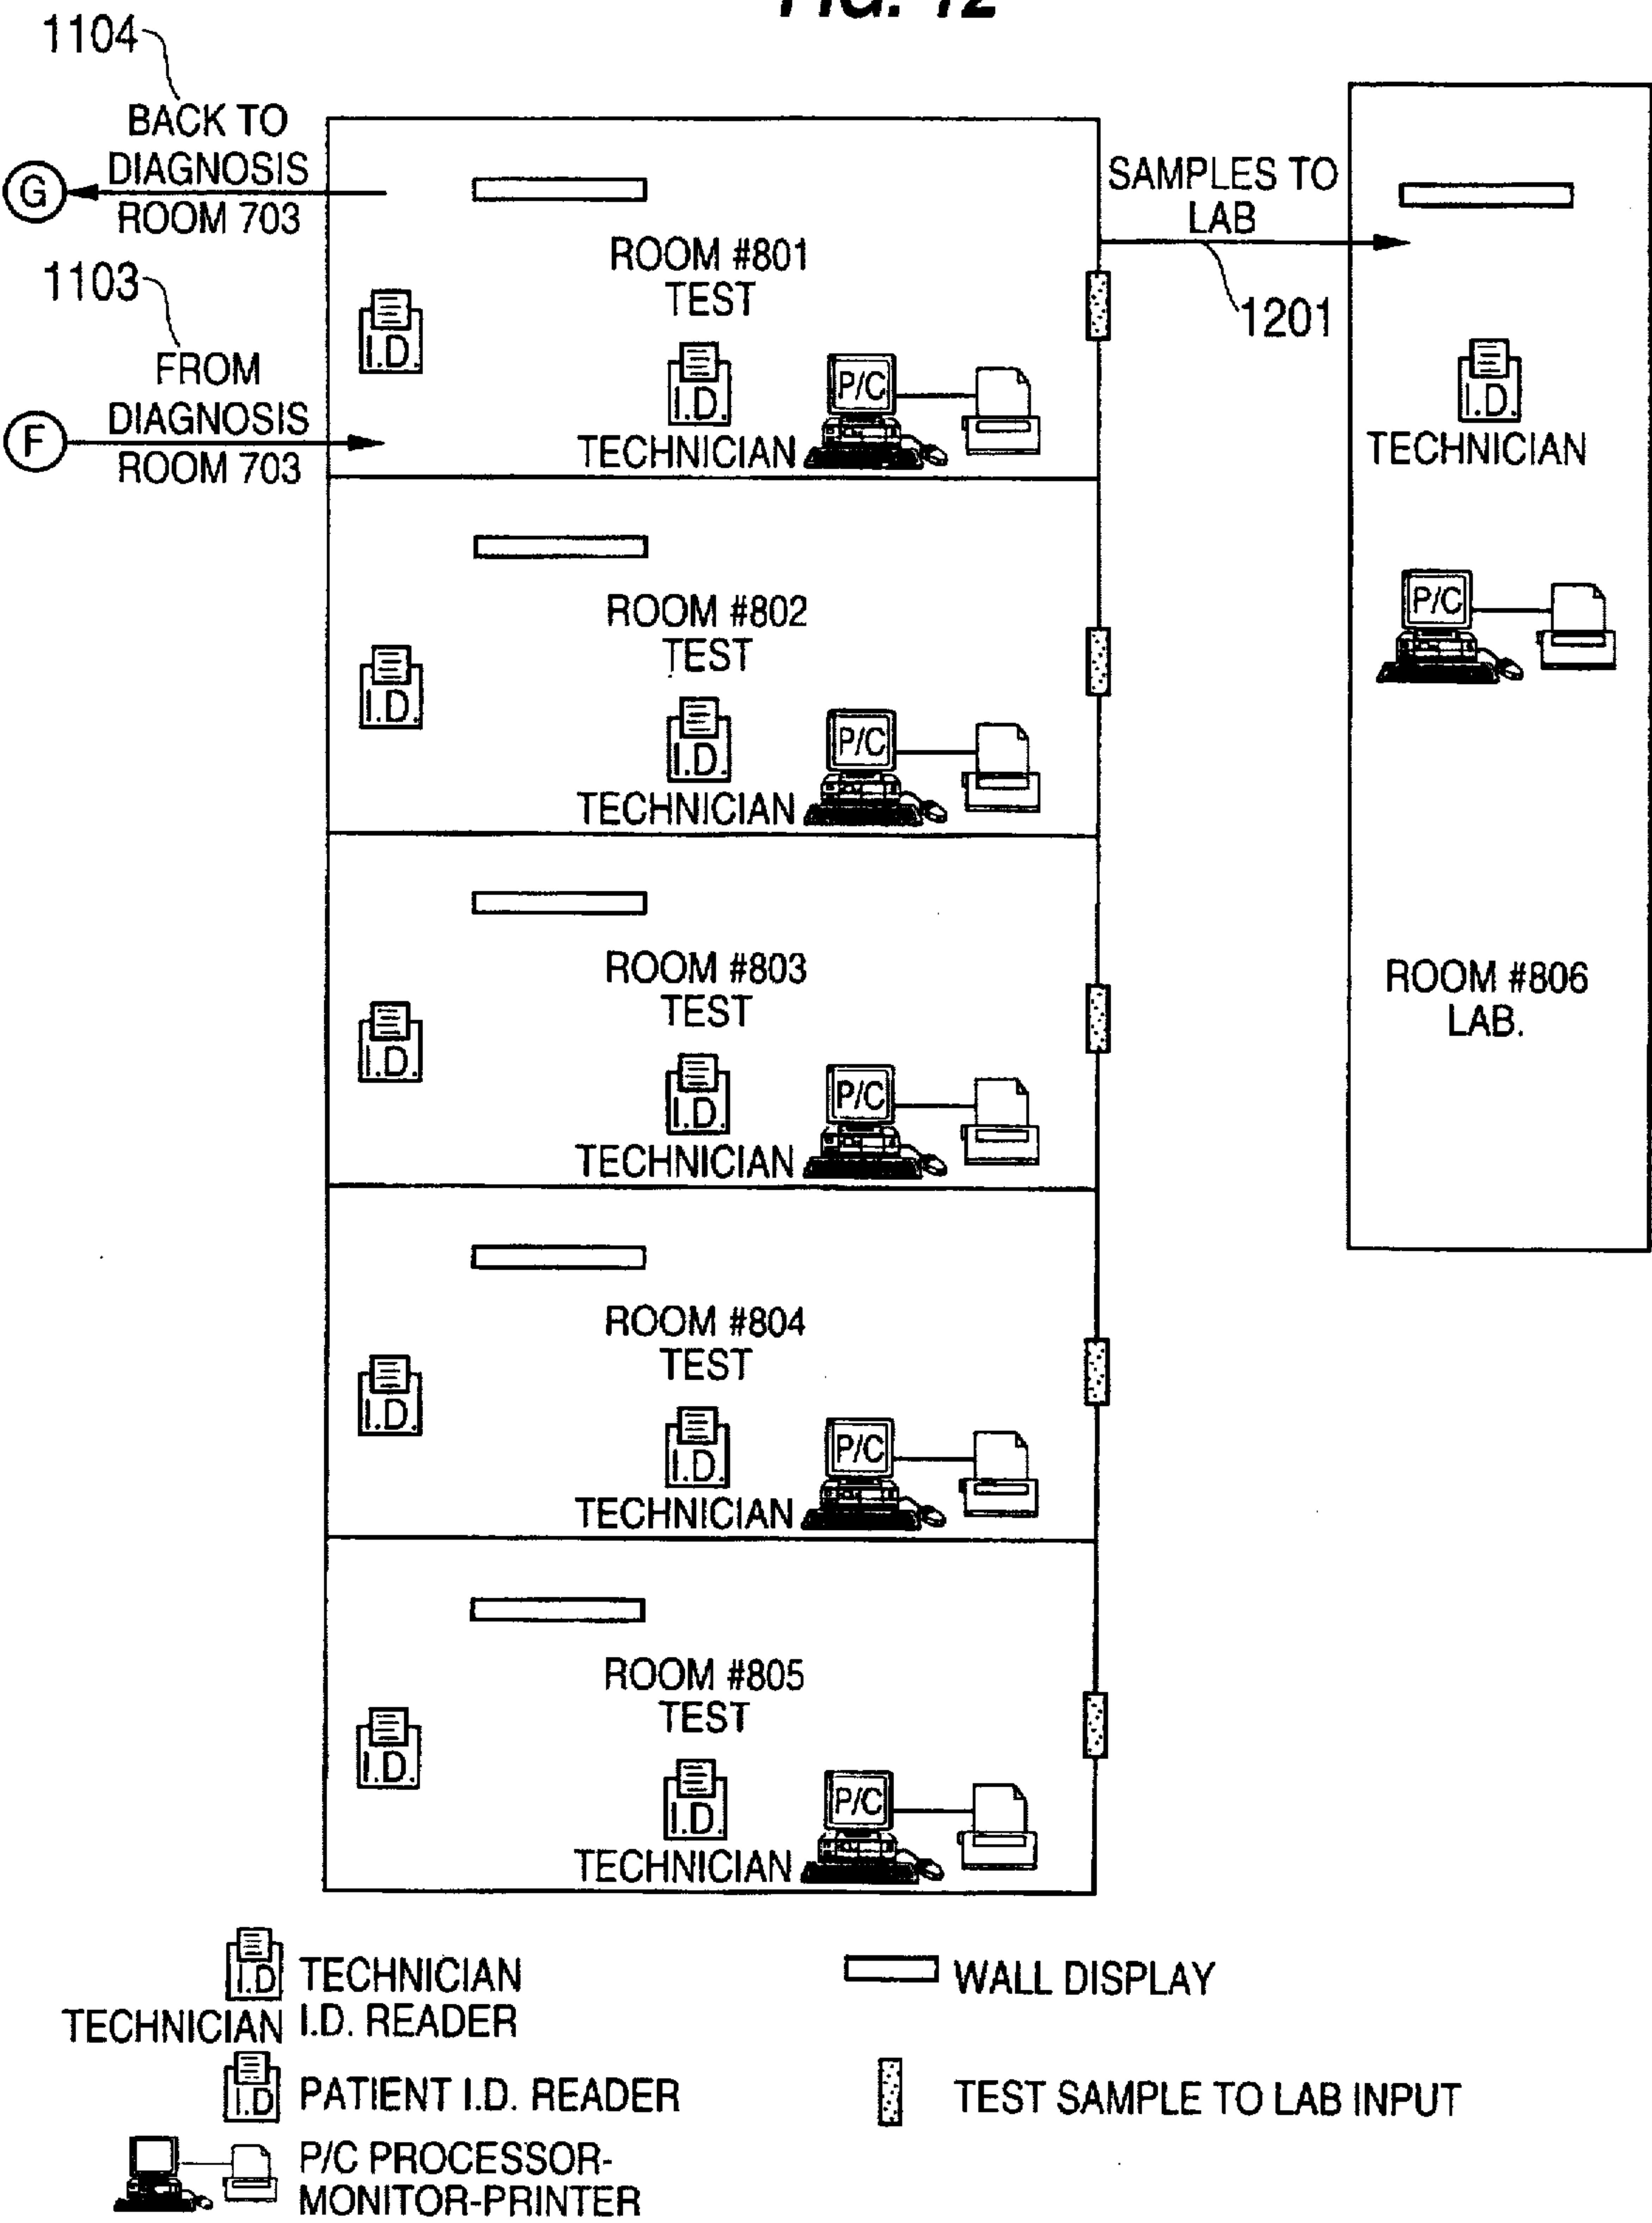 FIG. 12
1104
BACK TO
DIAGNOSIS
ROOM 703
G
1103
FROM
DIAGNOSIS
ROOM 703
F
ROOM #801
TEST
I.D.
I.D.
TECHNICIAN
P/C
SAMPLES TO
LAB
1201
I.D.
TECHNICIAN
P/C
ROOM #806
LAB.
ROOM #802
TEST
I.D.
I.D.
TECHNICIAN
P/C
ROOM #803
TEST
I.D.
I.D.
TECHNICIAN
P/C
ROOM #804
TEST
I.D.
I.D.
TECHNICIAN
P/C
ROOM #805
TEST
I.D.
I.D.
TECHNICIAN
P/C
I.D
TECHNICIAN
TECHNICIAN
I.D. READER
I.D
PATIENT I.D. READER
P/C PROCESSOR-
MONITOR-PRINTER
WALL DISPLAY
TEST SAMPLE TO LAB INPUT